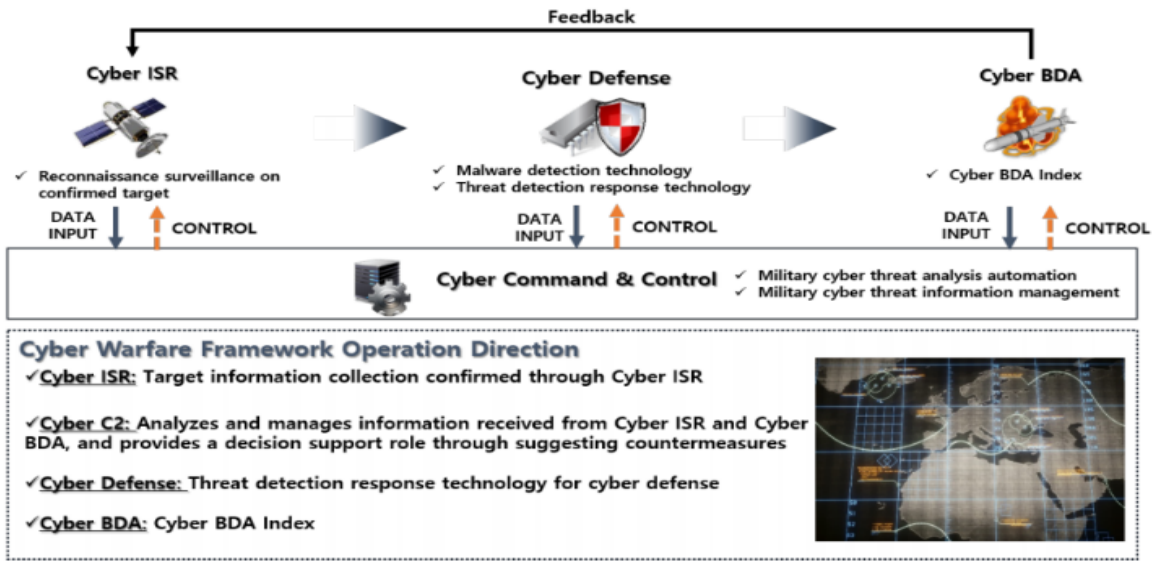 Feedback
Cyber ISR
Cyber Defense
Cyber BDA
✓ Reconnaissance surveillance on
confirmed target
✓ Malware detection technology
✓ Threat detection response technology
✓ Cyber BDA Index
DATA
INPUT
CONTROL
DATA
INPUT
CONTROL
DATA
INPUT
CONTROL
Cyber Command & Control
✓ Military cyber threat analysis automation
✓ Military cyber threat information management
Cyber Warfare Framework Operation Direction
✓Cyber ISR: Target information collection confirmed through Cyber ISR
✓Cyber C2: Analyzes and manages information received from Cyber ISR and Cyber
BDA, and provides a decision support role through suggesting countermeasures
✓Cyber Defense: Threat detection response technology for cyber defense
✓Cyber BDA: Cyber BDA Index